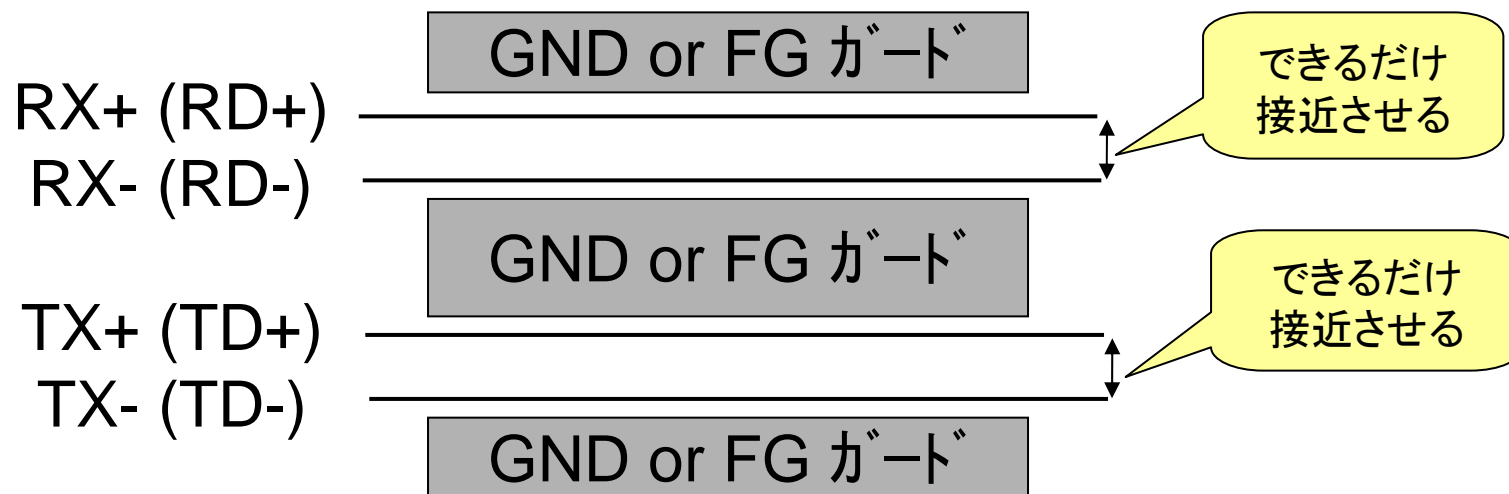 GND or FG ガード
RX+ (RD+)
RX- (RD-)
できるだけ
接近させる
GND or FG ガード
TX+ (TD+)
TX- (TD-)
できるだけ
接近させる
GND or FG ガード